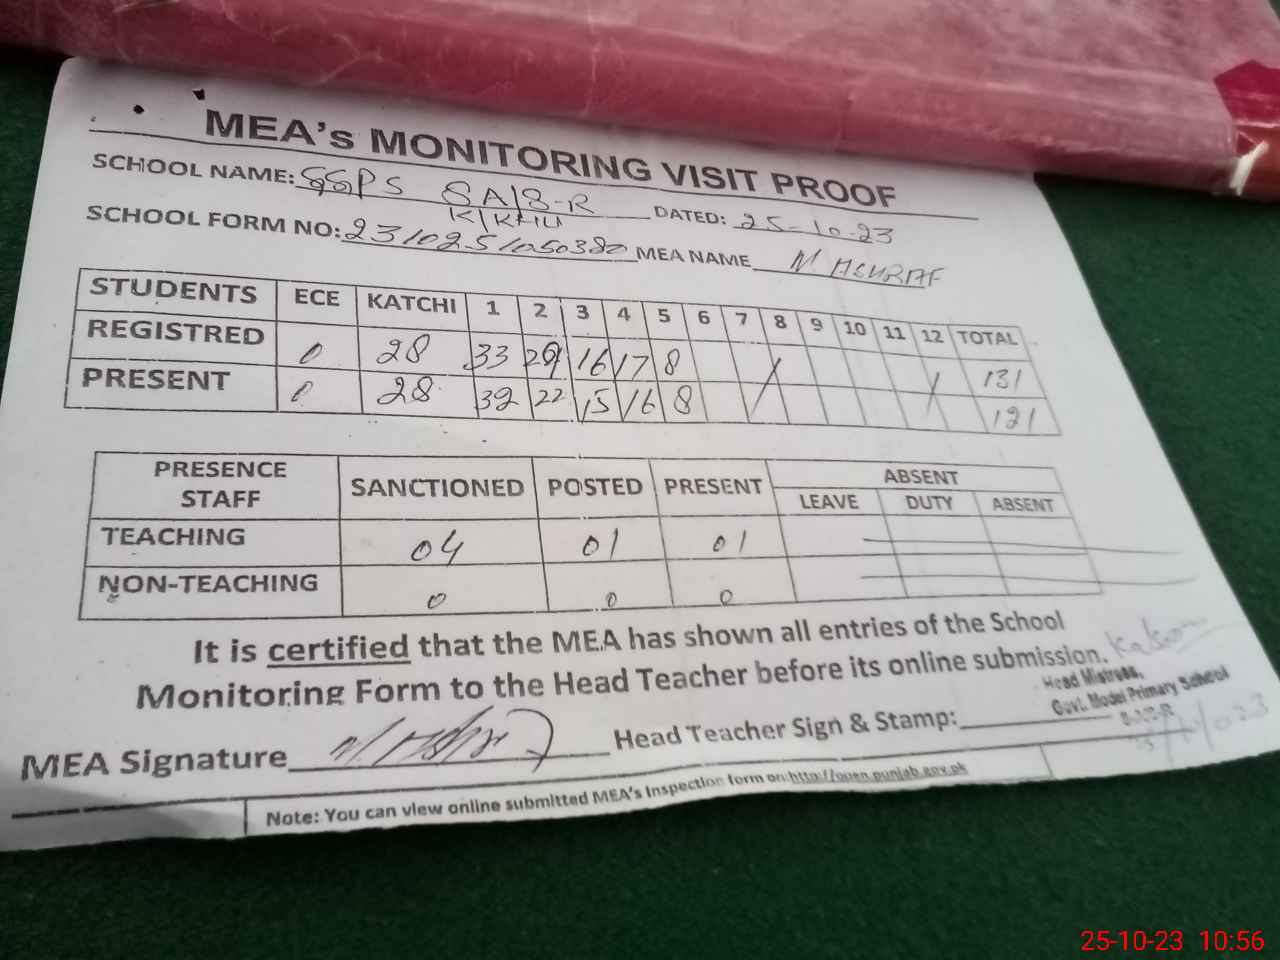 MEA's MONITORING VISIT PROOF
SCHOOL NAME: GGPS 8A/8-R DATED: 25-10-23
SCHOOL FORM NO: MEA NAME M. ASHRAF
STUDENTS ECE KATCHI 1 2 3 4 5 6 7 8 9 10 11 12 TOTAL
REGISTRED 0 28 33 29 16 17 8 131
PRESENT 0 28 32 22 15 16 8 121
PRESENCE STAFF SANCTIONED POSTED PRESENT ABSENT
LEAVE DUTY ABSENT
TEACHING 04 01 01
NON-TEACHING 0 0 0
It is certified that the MEA has shown all entries of the School
Monitoring Form to the Head Teacher before its online submission.
Head Mistress,
Govt. Model Primary School
MEA Signature Head Teacher Sign & Stamp:
Note: You can view online submitted MEA's Inspection form on:http://open.punjab.gov.pk
25-10-23 10:56